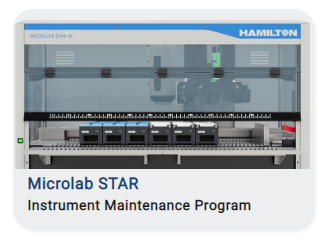 MICROLAB STAR M
HAMILTON
Microlab STAR
Instrument Maintenance Program